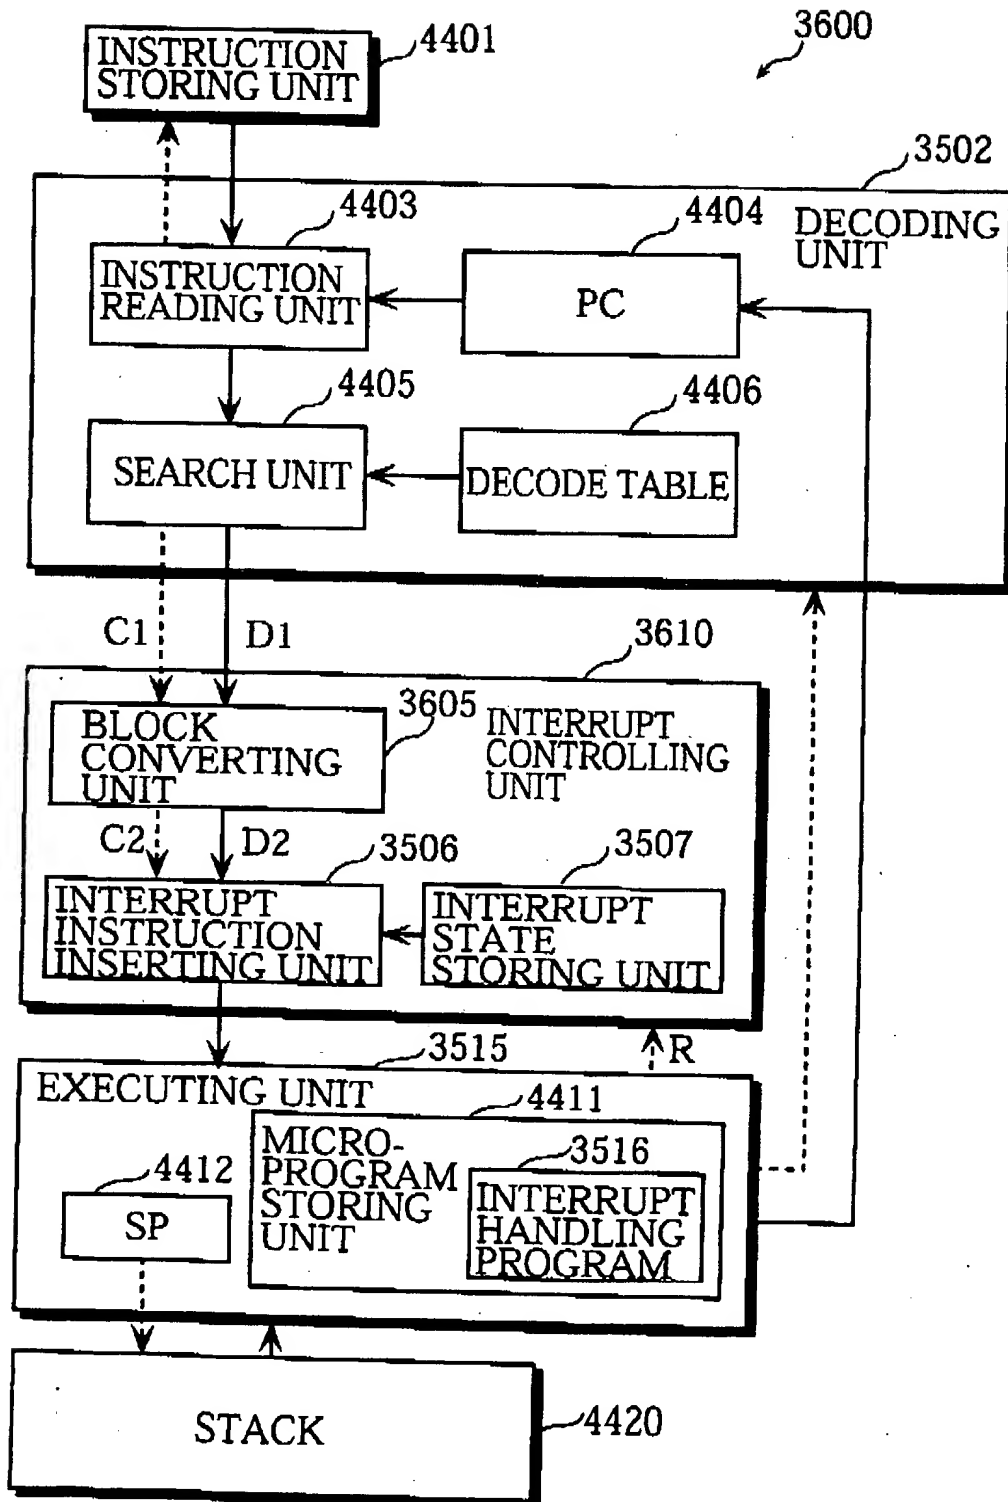 3600
INSTRUCTION
STORING UNIT
4401
3502
DECODING
UNIT
4403
INSTRUCTION
READING UNIT
4404
PC
4405
SEARCH UNIT
4406
DECODE TABLE
C1
D1
3610
INTERRUPT
CONTROLLING
UNIT
3605
BLOCK
CONVERTING
UNIT
C2
D2
3506
INTERRUPT
INSTRUCTION
INSERTING UNIT
3507
INTERRUPT
STATE
STORING UNIT
R
3515
EXECUTING UNIT
4411
MICRO-
PROGRAM
STORING
UNIT
3516
INTERRUPT
HANDLING
PROGRAM
4412
SP
STACK
4420